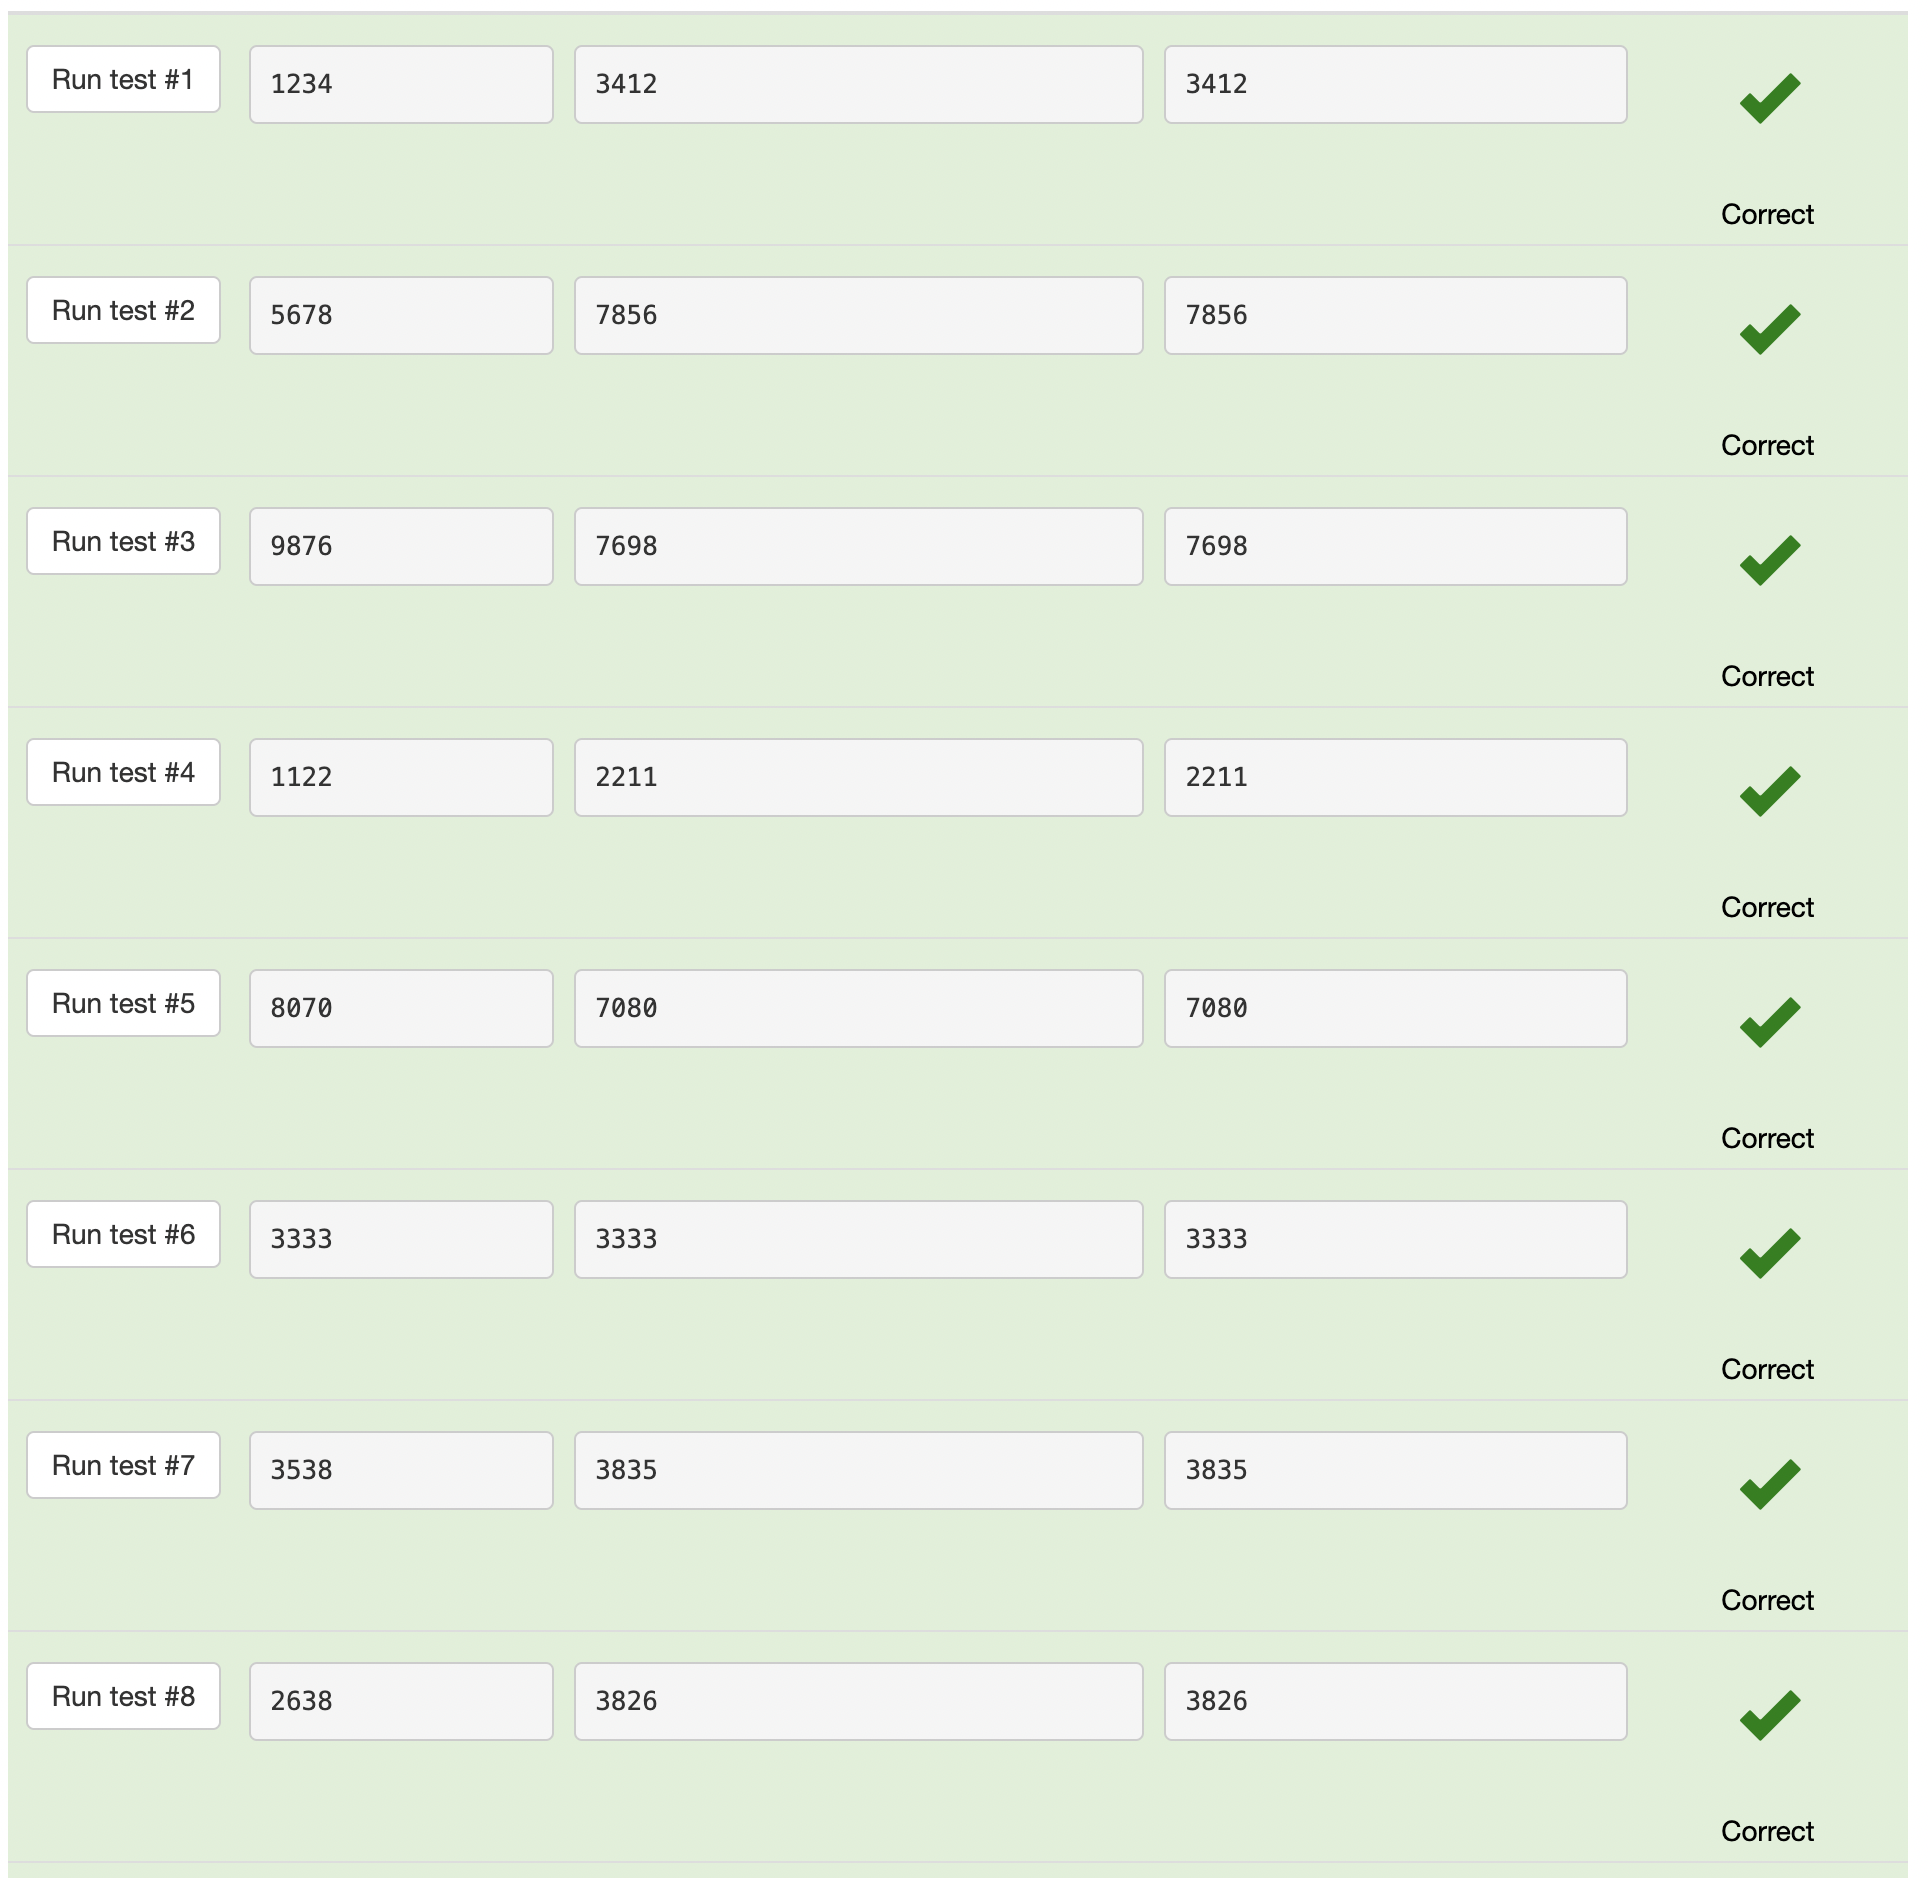 Run test #1 1234 3412 3412
Correct
Run test #2 5678 7856 7856
Correct
Run test #3 9876 7698 7698
Correct
Run test #4 1122 2211 2211
Correct
Run test #5 8070 7080 7080
Correct
Run test #6 3333 3333 3333
Correct
Run test #7 3538 3835 3835
Correct
Run test #8 2638 3826 3826
Correct